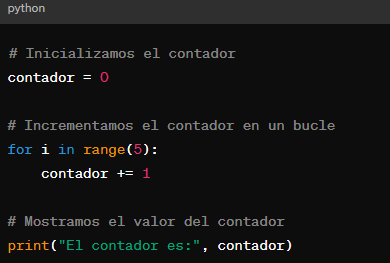 python
# Inicializamos el contador
contador = 0
# Incrementamos el contador en un bucle
for i in range(5):
    contador += 1
# Mostramos el valor del contador
print("El contador es:", contador)